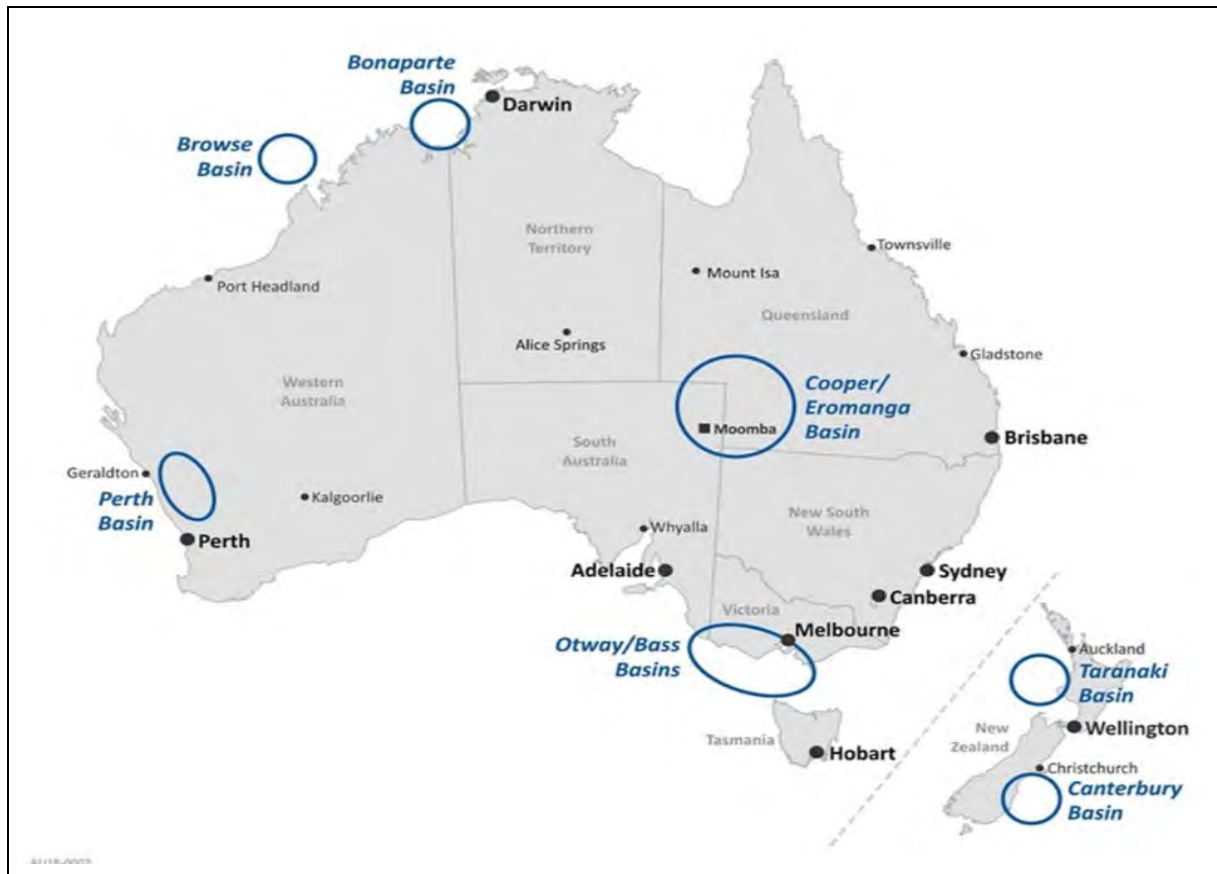 Bonaparte
Basin
Darwin
Browse
Basin
Northern
Territory
Townsville
Mount Isa
Port Headland
Queensland
Alice Springs
Gladstone
Western
Australia
Cooper/
Eromanga
Basin
Moomba
Brisbane
South
Australia
Geraldton
Perth
Basin
Kalgoorlie
New South
Wales
Whyalla
Perth
Adelaide
Sydney
Canberra
Victoria
Melbourne
Otway/Bass
Basins
Auckland
Taranaki
Basin
Tasmania
Hobart
New
Zealand
Wellington
Christchurch
Canterbury
Basin